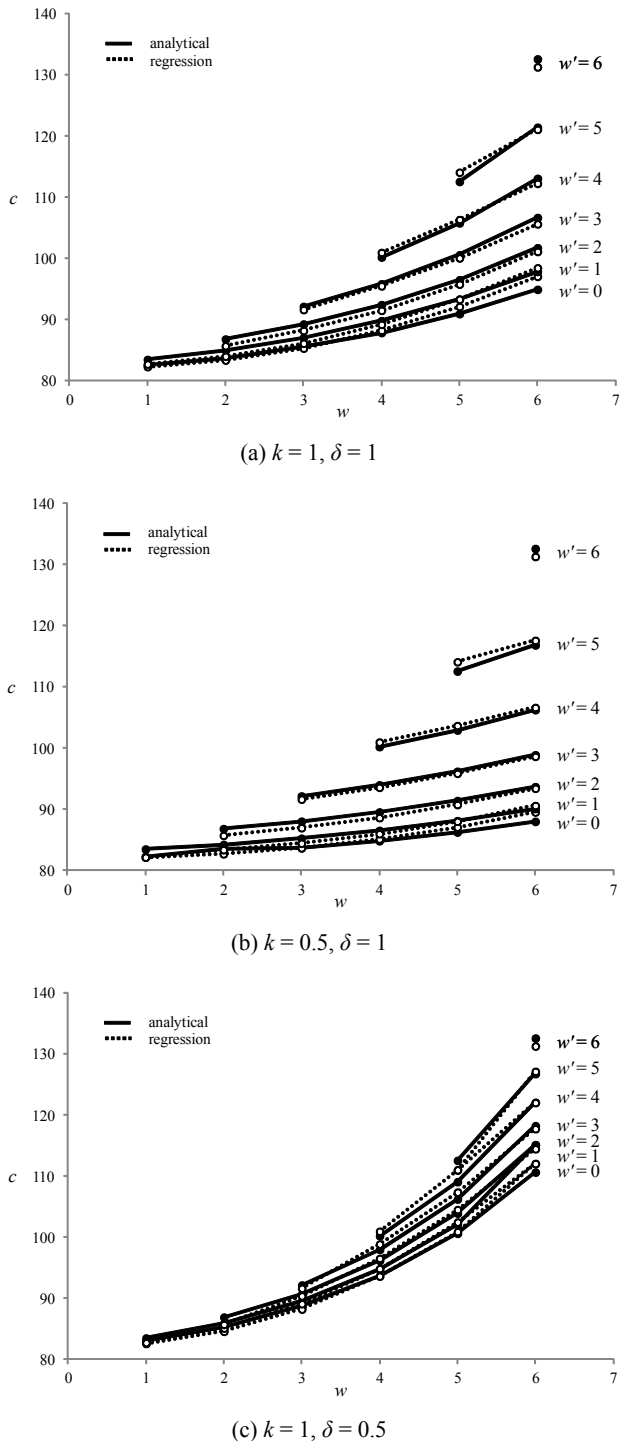 140
analytical
regression
130
120
110
c
100
90
80
w′ = 6
w′ = 5
w′ = 4
w′ = 3
w′ = 2
w′ = 1
w′ = 0
0 1 2 3 4 5 6 7
w
(a) k = 1, δ = 1
140
analytical
regression
130
120
110
c
100
90
80
w′ = 6
w′ = 5
w′ = 4
w′ = 3
w′ = 2
w′ = 1
w′ = 0
0 1 2 3 4 5 6 7
w
(b) k = 0.5, δ = 1
140
analytical
regression
130
120
110
c
100
90
80
w′ = 6
w′ = 5
w′ = 4
w′ = 3
w′ = 2
w′ = 1
w′ = 0
0 1 2 3 4 5 6 7
w
(c) k = 1, δ = 0.5